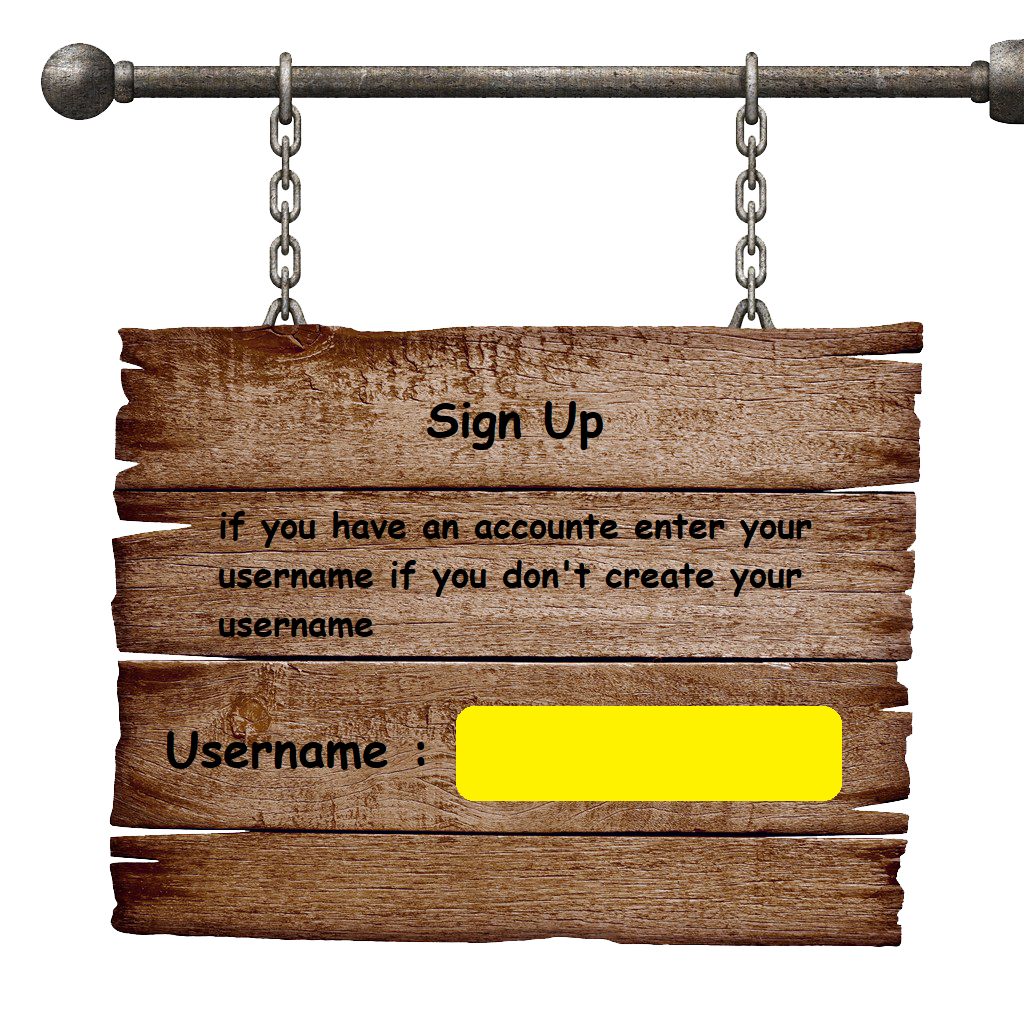 Sign Up
if you have an accounte enter your
username if you don't create your
username
Username :